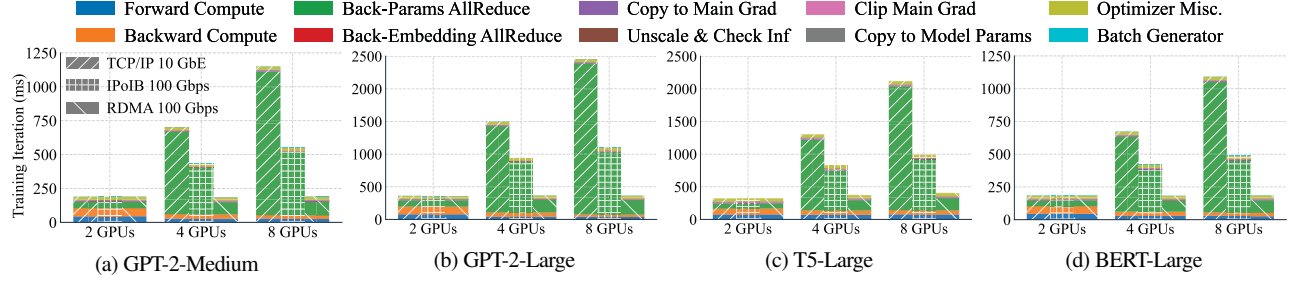 Forward Compute Back-Params AllReduce Copy to Main Grad Clip Main Grad Optimizer Misc.
Backward Compute Back-Embedding AllReduce Unscale & Check Inf Copy to Model Params Batch Generator
Training Iteration (ms)
1250
1000
750
500
250
0
TCP/IP 10 GbE
IPoIB 100 Gbps
RDMA 100 Gbps
2 GPUs 4 GPUs 8 GPUs
(a) GPT-2-Medium
2500
2000
1500
1000
500
0
2 GPUs 4 GPUs 8 GPUs
(b) GPT-2-Large
2500
2000
1500
1000
500
0
2 GPUs 4 GPUs 8 GPUs
(c) T5-Large
1250
1000
750
500
250
0
2 GPUs 4 GPUs 8 GPUs
(d) BERT-Large